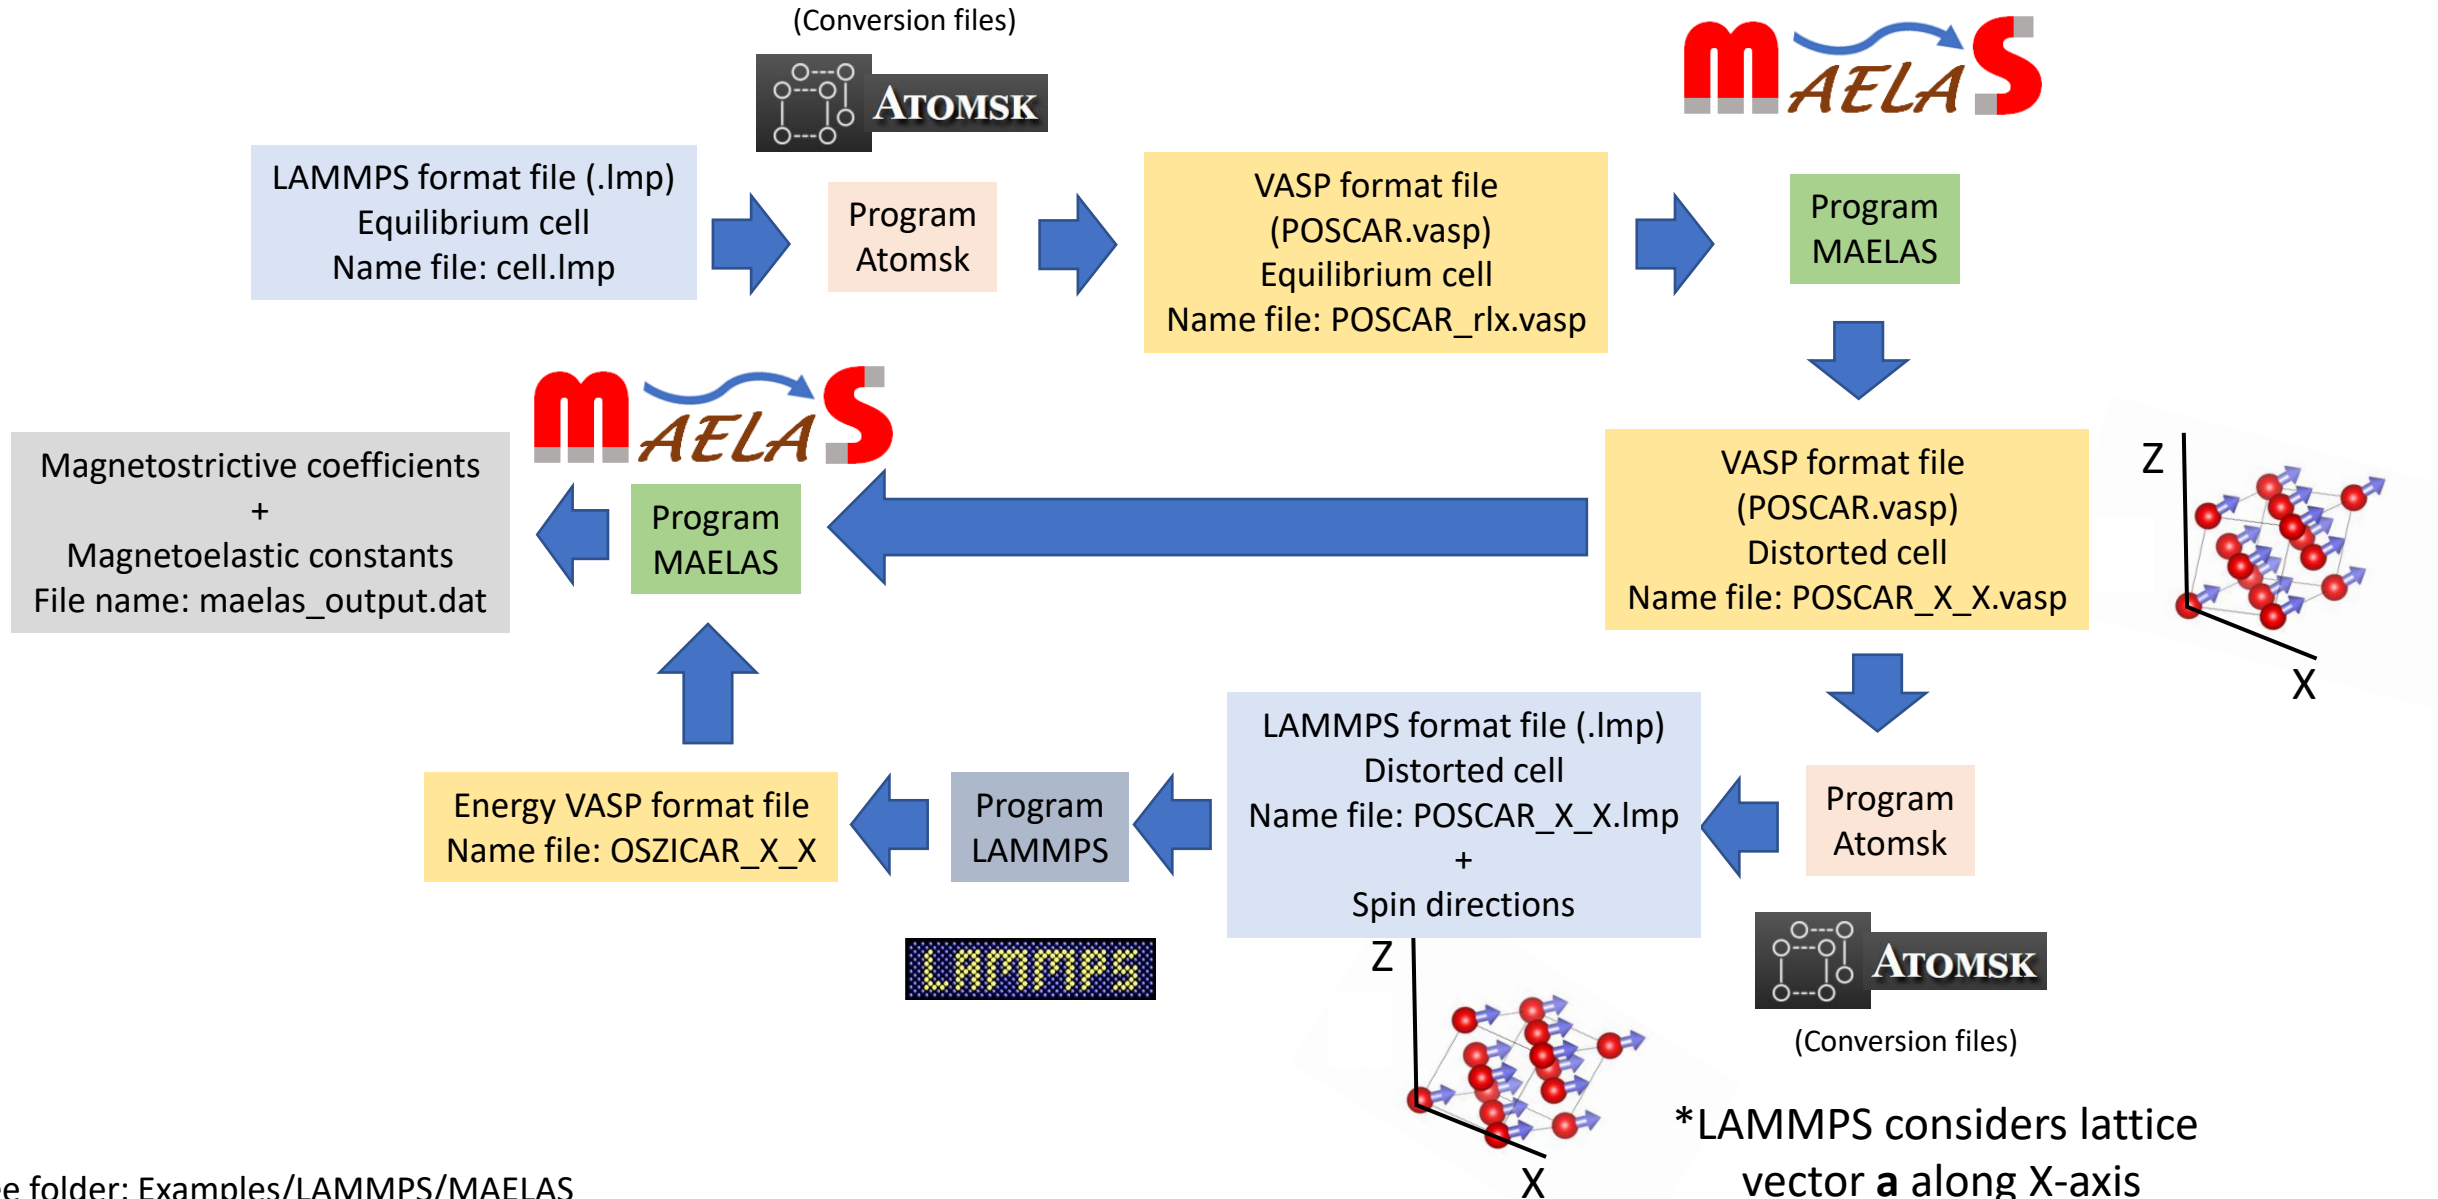 (Conversion files)
ATOMSK
MAELAS
LAMMPS format file (.lmp)
Equilibrium cell
Name file: cell.lmp
Program
Atomsk
VASP format file
(POSCAR.vasp)
Equilibrium cell
Name file: POSCAR_rlx.vasp
Program
MAELAS
MAELAS
Magnetostrictive coefficients
+
Magnetoelastic constants
File name: maelas_output.dat
Program
MAELAS
VASP format file
(POSCAR.vasp)
Distorted cell
Name file: POSCAR_X_X.vasp
Z
X
Energy VASP format file
Name file: OSZICAR_X_X
Program
LAMMPS
LAMMPS format file (.lmp)
Distorted cell
Name file: POSCAR_X_X.lmp
+
Spin directions
Program
Atomsk
LAMMPS
ATOMSK
(Conversion files)
Z
X
*LAMMPS considers lattice
vector a along X-axis
folder: Examples/LAMMPS/MAELAS